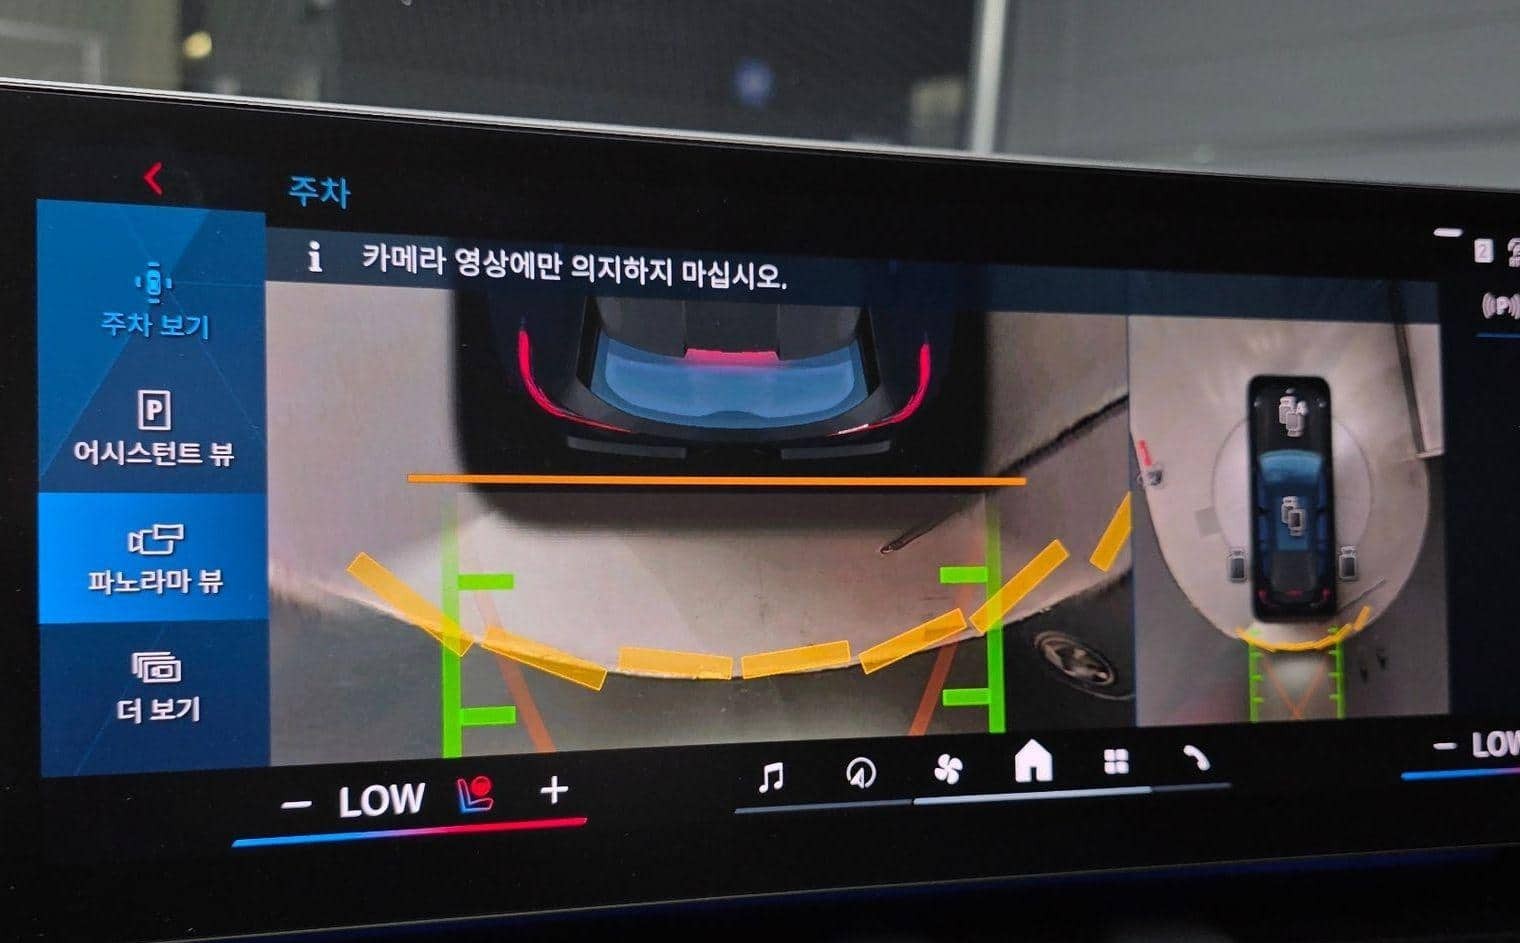 주차
카메라 영상에만 의지하지 마십시오.
2
주차 보기
P
어시스턴트 뷰
파노라마 뷰
더 보기
P
− LOW +
− LOW